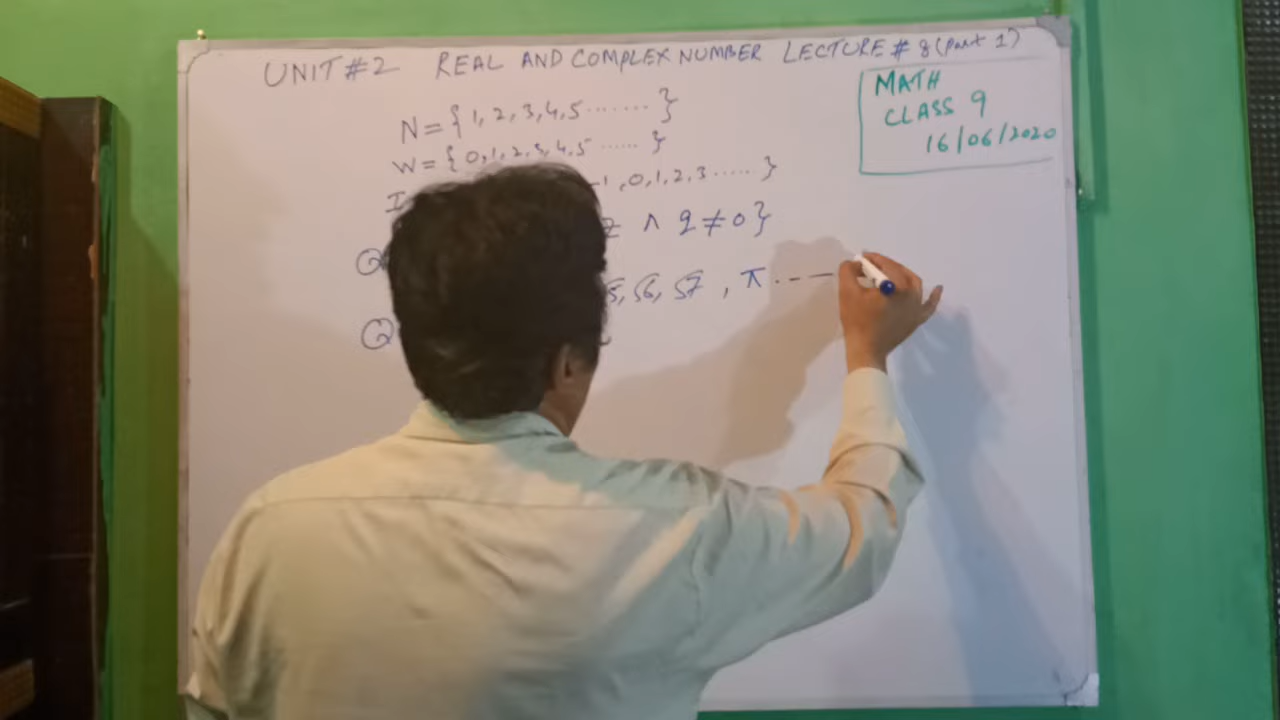 UNIT #2 REAL AND COMPLEX NUMBER LECTURE # 8 (Part 1)
MATH
CLASS 9
16/06/2020
N = { 1, 2, 3, 4, 5 ....... }
W = { 0, 1, 2, 3, 4, 5 ...... }
I -1, 0, 1, 2, 3 ..... }
Q Z ∧ q ≠ 0 }
√5, √6, √7, π . - —
Q